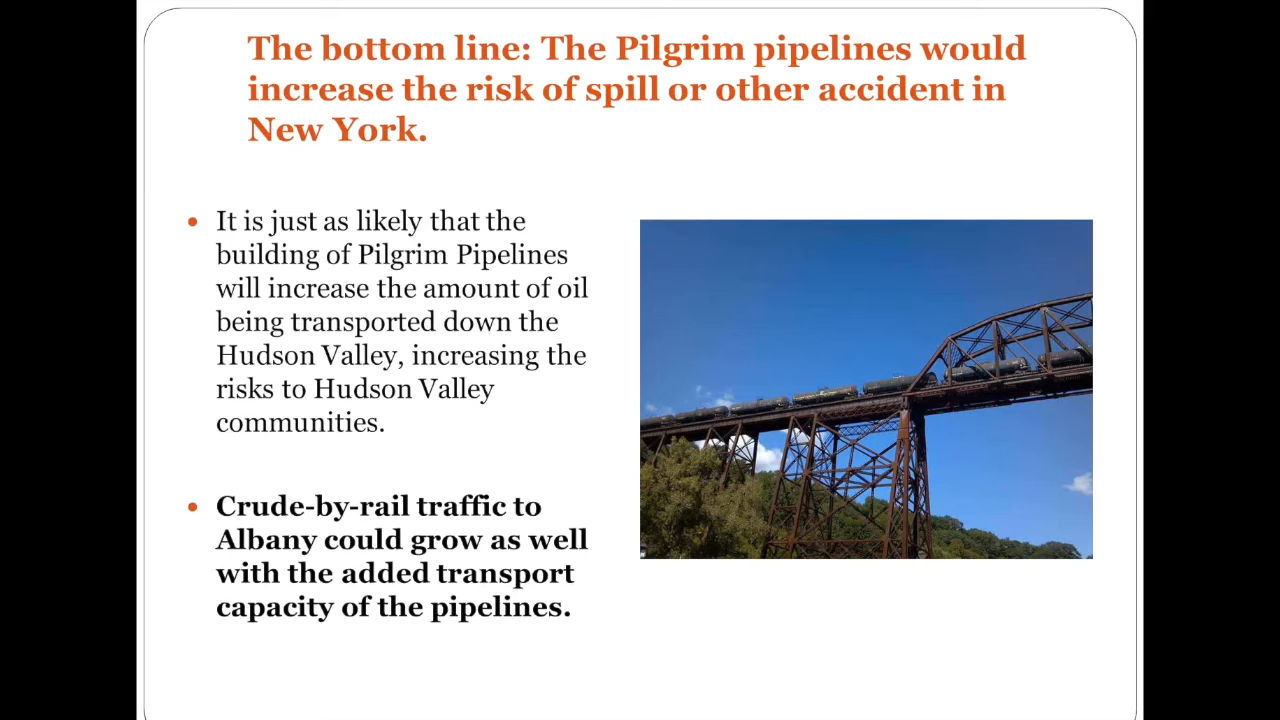 The bottom line: The Pilgrim pipelines would
increase the risk of spill or other accident in
New York.
• It is just as likely that the
building of Pilgrim Pipelines
will increase the amount of oil
being transported down the
Hudson Valley, increasing the
risks to Hudson Valley
communities.
• Crude-by-rail traffic to
Albany could grow as well
with the added transport
capacity of the pipelines.